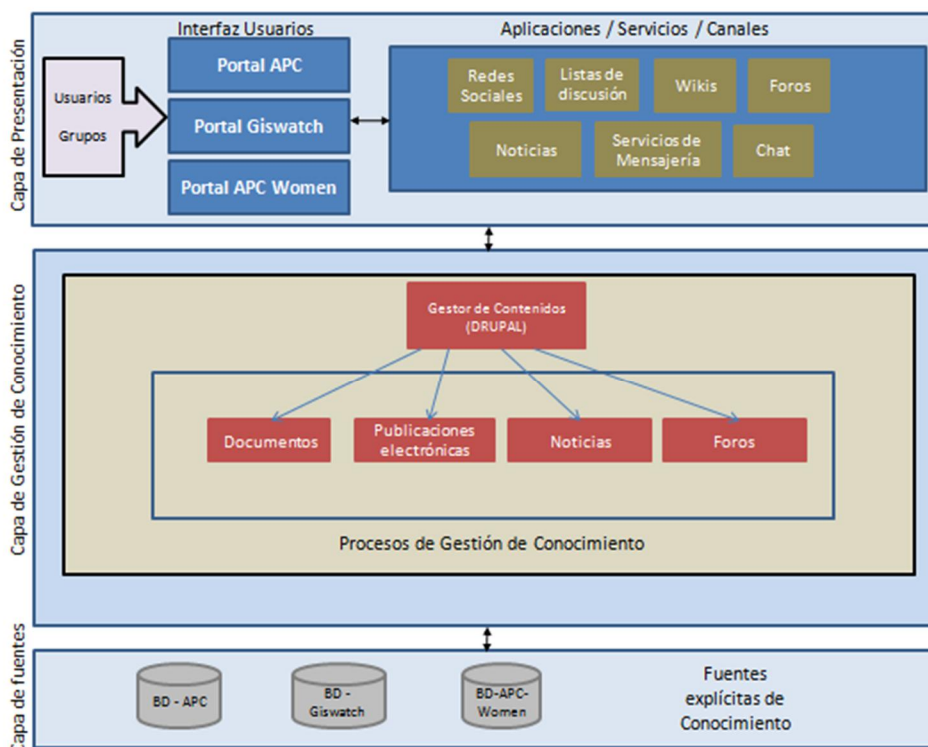 Capa de Presentación
Interfaz Usuarios
Aplicaciones / Servicios / Canales
Usuarios
Grupos
Portal APC
Portal Giswatch
Portal APC Women
Redes
Sociales
Listas de
discusión
Wikis
Foros
Noticias
Servicios de
Mensajería
Chat
Capa de Gestión de Conocimiento
Gestor de Contenidos
(DRUPAL)
Documentos
Publicaciones
electrónicas
Noticias
Foros
Procesos de Gestión de Conocimiento
Capa de fuentes
BD - APC
BD -
Giswatch
BD-APC-
Women
Fuentes
explícitas de
Conocimiento